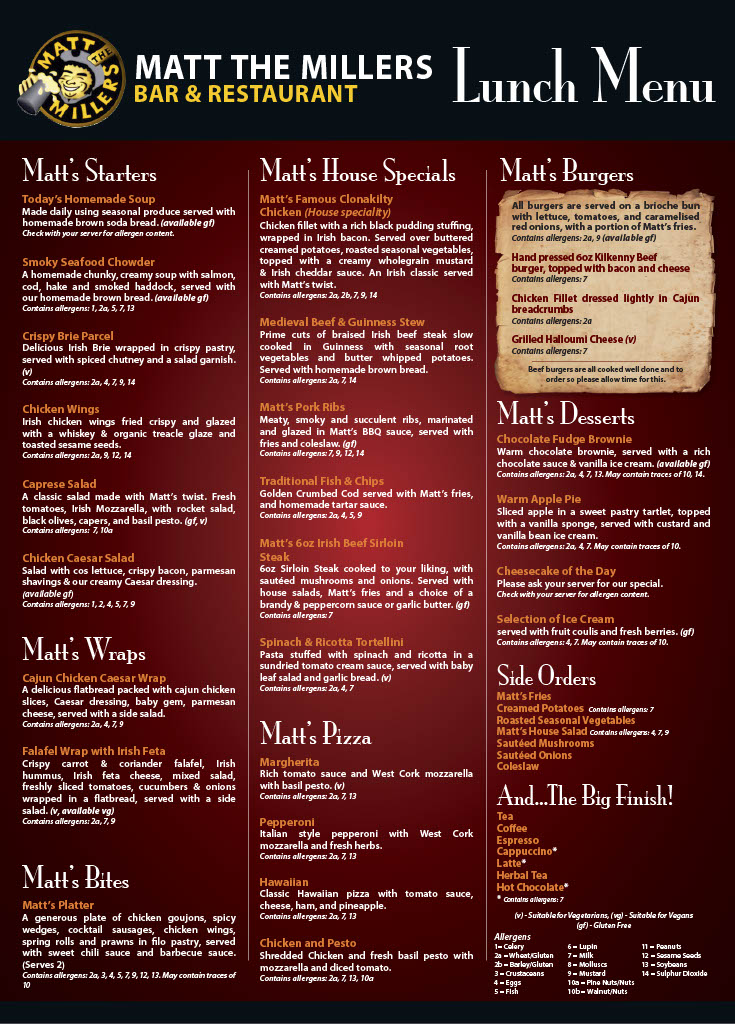 MATT THE MILLERS
MATT THE MILLERS
BAR & RESTAURANT
Lunch Menu
Matt's Starters
Today's Homemade Soup
Made daily using seasonal produce served with
homemade brown soda bread. (available gf)
Check with your server for allergen content.
Smoky Seafood Chowder
A homemade chunky, creamy soup with salmon,
cod, hake and smoked haddock, served with
our homemade brown bread. (available gf)
Contains allergens: 1, 2a, 5, 7, 13
Crispy Brie Parcel
Delicious Irish Brie wrapped in crispy pastry,
served with spiced chutney and a salad garnish.
(v)
Contains allergens: 2a, 4, 7, 9, 14
Chicken Wings
Irish chicken wings fried crispy and glazed
with a whiskey & organic treacle glaze and
toasted sesame seeds.
Contains allergens: 2a, 9, 12, 14
Caprese Salad
A classic salad made with Matt's twist. Fresh
tomatoes, Irish Mozzarella, with rocket salad,
black olives, capers, and basil pesto. (gf, v)
Contains allergens: 7, 10a
Chicken Caesar Salad
Salad with cos lettuce, crispy bacon, parmesan
shavings & our creamy Caesar dressing.
(available gf)
Contains allergens: 1, 2, 4, 5, 7, 9
Matt's Wraps
Cajun Chicken Caesar Wrap
A delicious flatbread packed with cajun chicken
slices, Caesar dressing, baby gem, parmesan
cheese, served with a side salad.
Contains allergens: 2a, 4, 7, 9
Falafel Wrap with Irish Feta
Crispy carrot & coriander falafel, Irish
hummus, Irish feta cheese, mixed salad,
freshly sliced tomatoes, cucumbers & onions
wrapped in a flatbread, served with a side
salad. (v, available vg)
Contains allergens: 2a, 7, 9
Matt's Bites
Matt's Platter
A generous plate of chicken goujons, spicy
wedges, cocktail sausages, chicken wings,
spring rolls and prawns in filo pastry, served
with sweet chili sauce and barbecue sauce.
(Serves 2)
Contains allergens: 2a, 3, 4, 5, 7, 9, 12, 13. May contain traces of
10
Matt's House Specials
Matt's Famous Clonakilty
Chicken (House speciality)
Chicken fillet with a rich black pudding stuffing,
wrapped in Irish bacon. Served over buttered
creamed potatoes, roasted seasonal vegetables,
topped with a creamy wholegrain mustard
& Irish cheddar sauce. An Irish classic served
with Matt's twist.
Contains allergens: 2a, 2b, 7, 9, 14
Medieval Beef & Guinness Stew
Prime cuts of braised Irish beef steak slow
cooked in Guinness with seasonal root
vegetables and butter whipped potatoes.
Served with homemade brown bread.
Contains allergens: 2a, 7, 14
Matt's Pork Ribs
Meaty, smoky and succulent ribs, marinated
and glazed in Matt's BBQ sauce, served with
fries and coleslaw. (gf)
Contains allergens: 7, 9, 12, 14
Traditional Fish & Chips
Golden Crumbed Cod served with Matt's fries,
and homemade tartar sauce.
Contains allergens: 2a, 4, 5, 9
Matt's 6oz Irish Beef Sirloin
Steak
6oz Sirloin Steak cooked to your liking, with
sautéed mushrooms and onions. Served with
house salads, Matt's fries and a choice of a
brandy & peppercorn sauce or garlic butter. (gf)
Contains allergens: 7
Spinach & Ricotta Tortellini
Pasta stuffed with spinach and ricotta in a
sundried tomato cream sauce, served with baby
leaf salad and garlic bread. (v)
Contains allergens: 2a, 4, 7
Matt's Pizza
Margherita
Rich tomato sauce and West Cork mozzarella
with basil pesto. (v)
Contains allergens: 2a, 7, 13
Pepperoni
Italian style pepperoni with West Cork
mozzarella and fresh herbs.
Contains allergens: 2a, 7, 13
Hawaiian
Classic Hawaiian pizza with tomato sauce,
cheese, ham, and pineapple.
Contains allergens: 2a, 7, 13
Chicken and Pesto
Shredded Chicken and fresh basil pesto with
mozzarella and diced tomato.
Contains allergens: 2a, 7, 13, 10a
Matt's Burgers
All burgers are served on a brioche bun
with lettuce, tomatoes, and caramelised
red onions, with a portion of Matt's fries.
Contains allergens: 2a, 9 (available gf)
Hand pressed 6oz Kilkenny Beef
burger, topped with bacon and cheese
Contains allergens: 7
Chicken Fillet dressed lightly in Cajun
breadcrumbs
Contains allergens: 2a
Grilled Halloumi Cheese (v)
Contains allergens: 7
Beef burgers are all cooked well done and to
order so please allow time for this.
Matt's Desserts
Chocolate Fudge Brownie
Warm chocolate brownie, served with a rich
chocolate sauce & vanilla ice cream. (available gf)
Contains allergens: 2a, 4, 7, 13. May contain traces of 10, 14.
Warm Apple Pie
Sliced apple in a sweet pastry tartlet, topped
with a vanilla sponge, served with custard and
vanilla bean ice cream.
Contains allergens: 2a, 4, 7. May contain traces of 10.
Cheesecake of the Day
Please ask your server for our special.
Check with your server for allergen content.
Selection of Ice Cream
served with fruit coulis and fresh berries. (gf)
Contains allergens: 4, 7. May contain traces of 10.
Side Orders
Matt's Fries
Creamed Potatoes Contains allergens: 7
Roasted Seasonal Vegetables
Matt's House Salad Contains allergens: 4, 7, 9
Sautéed Mushrooms
Sautéed Onions
Coleslaw
And...The Big Finish!
Tea
Coffee
Espresso
Cappuccino*
Latte*
Herbal Tea
Hot Chocolate*
* Contains allergens: 7
(v) - Suitable for Vegetarians, (vg) - Suitable for Vegans
(gf) - Gluten Free
Allergens
1= Celery 6 = Lupin 11 = Peanuts
2a = Wheat/Gluten 7 = Milk 12 = Sesame Seeds
2b = Barley/Gluten 8 = Molluscs 13 = Soybeans
3 = Crustaceans 9 = Mustard 14 = Sulphur Dioxide
4 = Eggs 10a = Pine Nuts/Nuts
5 = Fish 10b = Walnut/Nuts